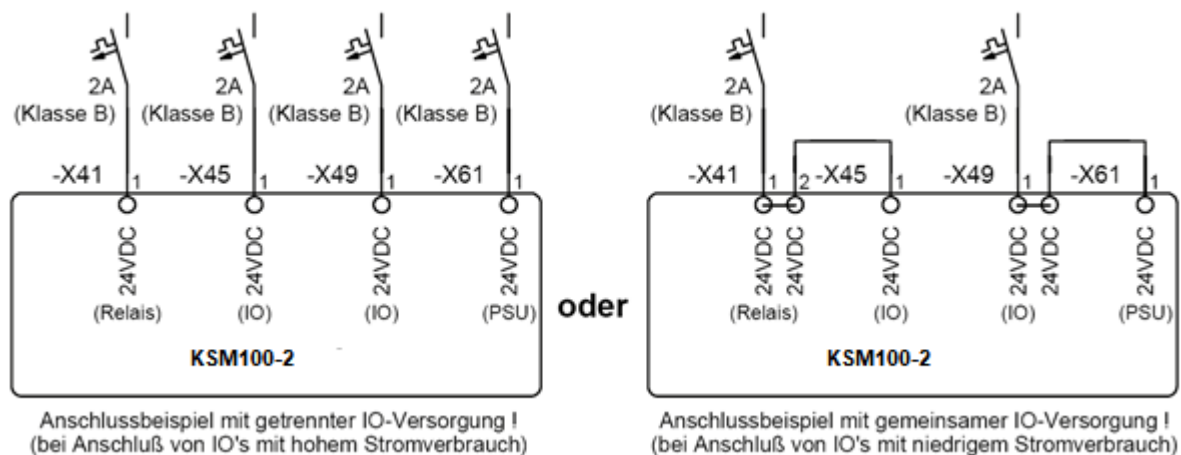 2A 2A 2A 2A
(Klasse B) (Klasse B) (Klasse B) (Klasse B)
-X41 1 -X45 1 -X49 1 -X61 1
24VDC 24VDC 24VDC 24VDC
(Relais) (IO) (IO) (PSU)
KSM100-2
Anschlussbeispiel mit getrennter IO-Versorgung !
(bei Anschluß von IO's mit hohem Stromverbrauch)
oder
2A 2A
(Klasse B) (Klasse B)
-X41 1 2 -X45 1 -X49 1 -X61 1
24VDC 24VDC 24VDC 24VDC 24VDC 24VDC
(Relais) (IO) (IO) (PSU)
KSM100-2
Anschlussbeispiel mit gemeinsamer IO-Versorgung !
(bei Anschluß von IO's mit niedrigem Stromverbrauch)